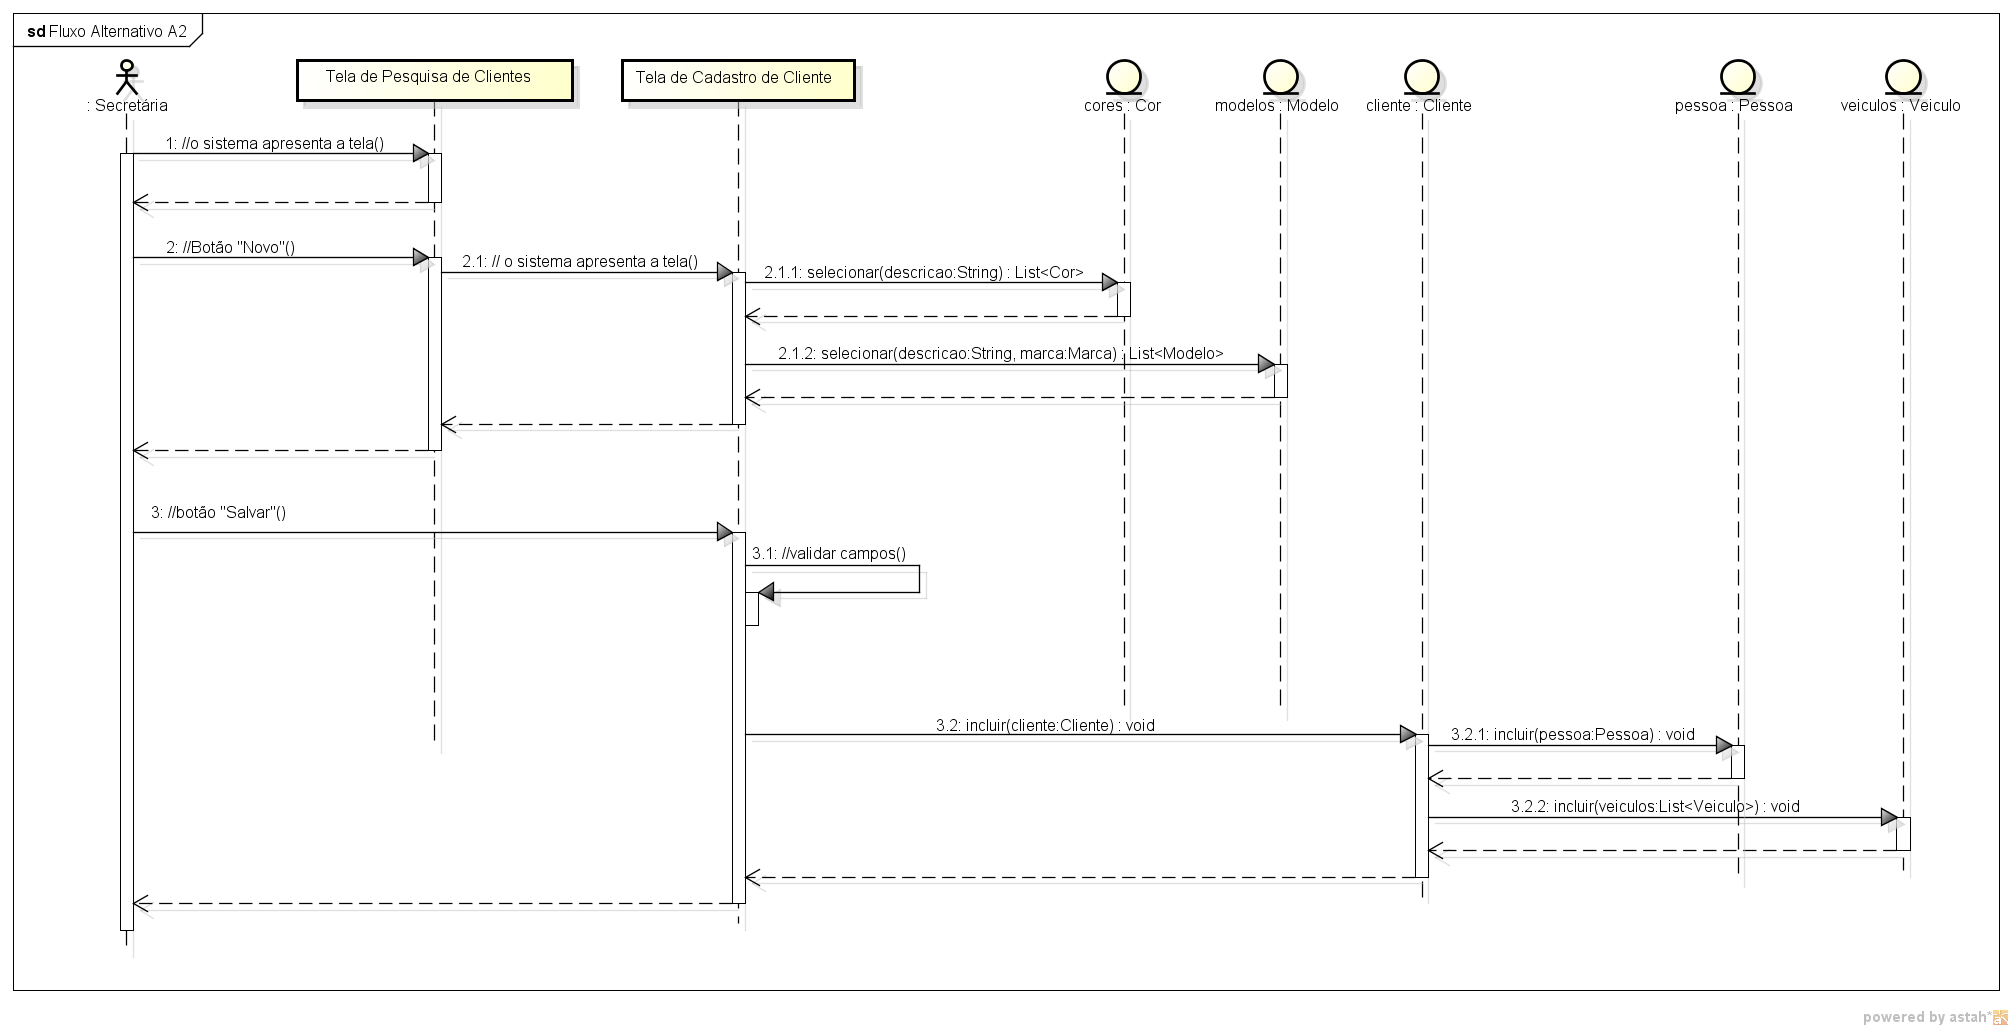 sd Fluxo Alternativo A2
Tela de Pesquisa de Clientes
Tela de Cadastro de Cliente
: Secretária
cores : Cor
modelos : Modelo
cliente : Cliente
pessoa : Pessoa
veiculos : Veiculo
1: //o sistema apresenta a tela()
2: //Botão "Novo"()
2.1: // o sistema apresenta a tela()
2.1.1: selecionar(descricao:String) : List<Cor>
2.1.2: selecionar(descricao:String, marca:Marca) : List<Modelo>
3: //botão "Salvar"()
3.1: //validar campos()
3.2: incluir(cliente:Cliente) : void
3.2.1: incluir(pessoa:Pessoa) : void
3.2.2: incluir(veiculos:List<Veiculo>) : void
powered by astah*